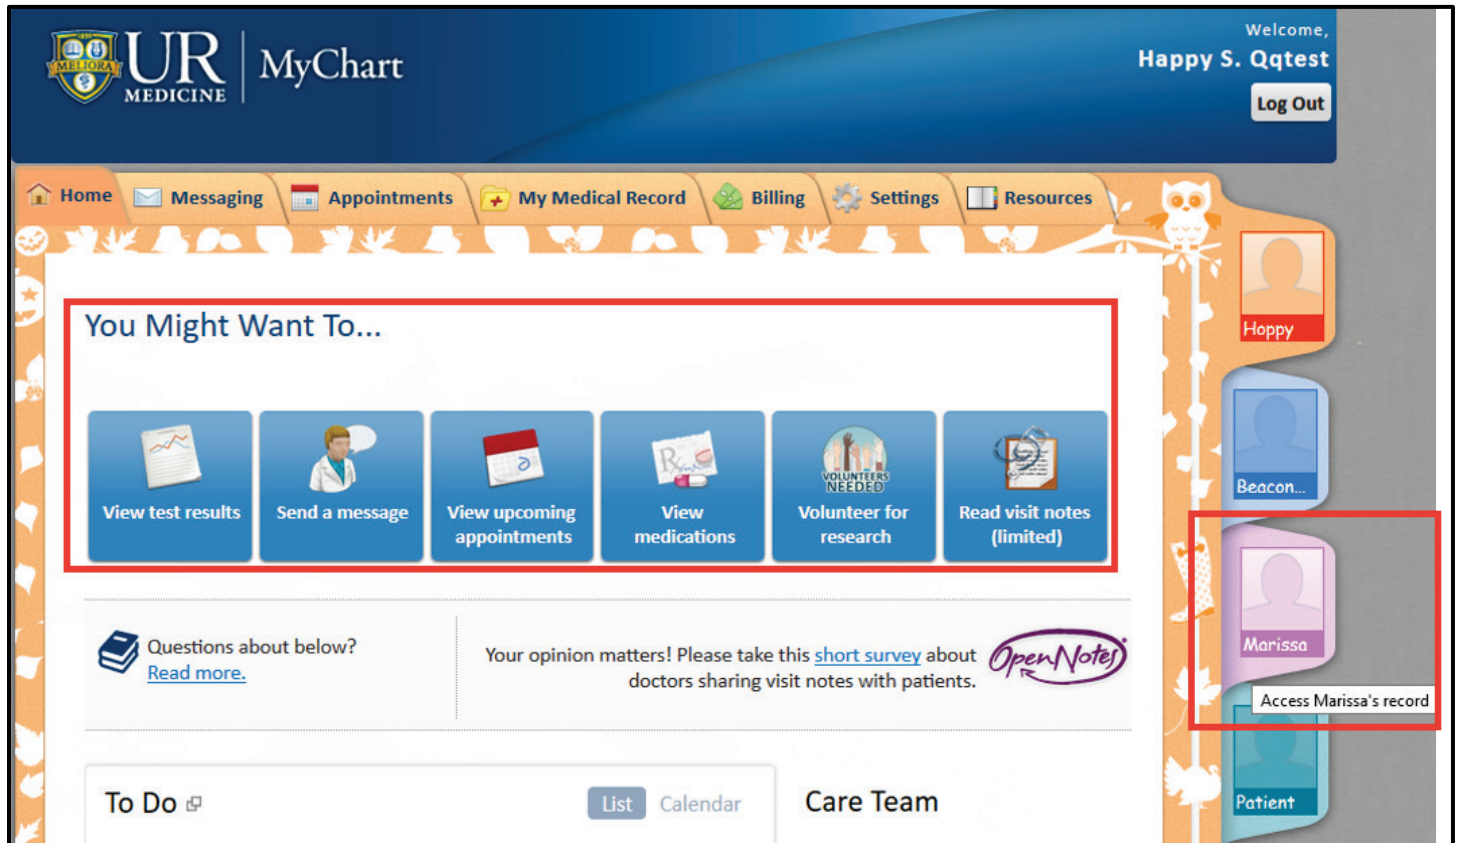 MELIORA
UR
MEDICINE
MyChart
Welcome,
Happy S. Qqtest
Log Out
Home
Messaging
Appointments
My Medical Record
Billing
Settings
Resources
Hoppy
Beacon...
Marissa
Access Marissa's record
Patient
You Might Want To...
View test results
Send a message
View upcoming
appointments
View
medications
VOLUNTEERS
NEEDED
Volunteer for
research
Read visit notes
(limited)
Questions about below?
Read more.
Your opinion matters! Please take this short survey about
doctors sharing visit notes with patients.
OpenNotes
To Do
List
Calendar
Care Team